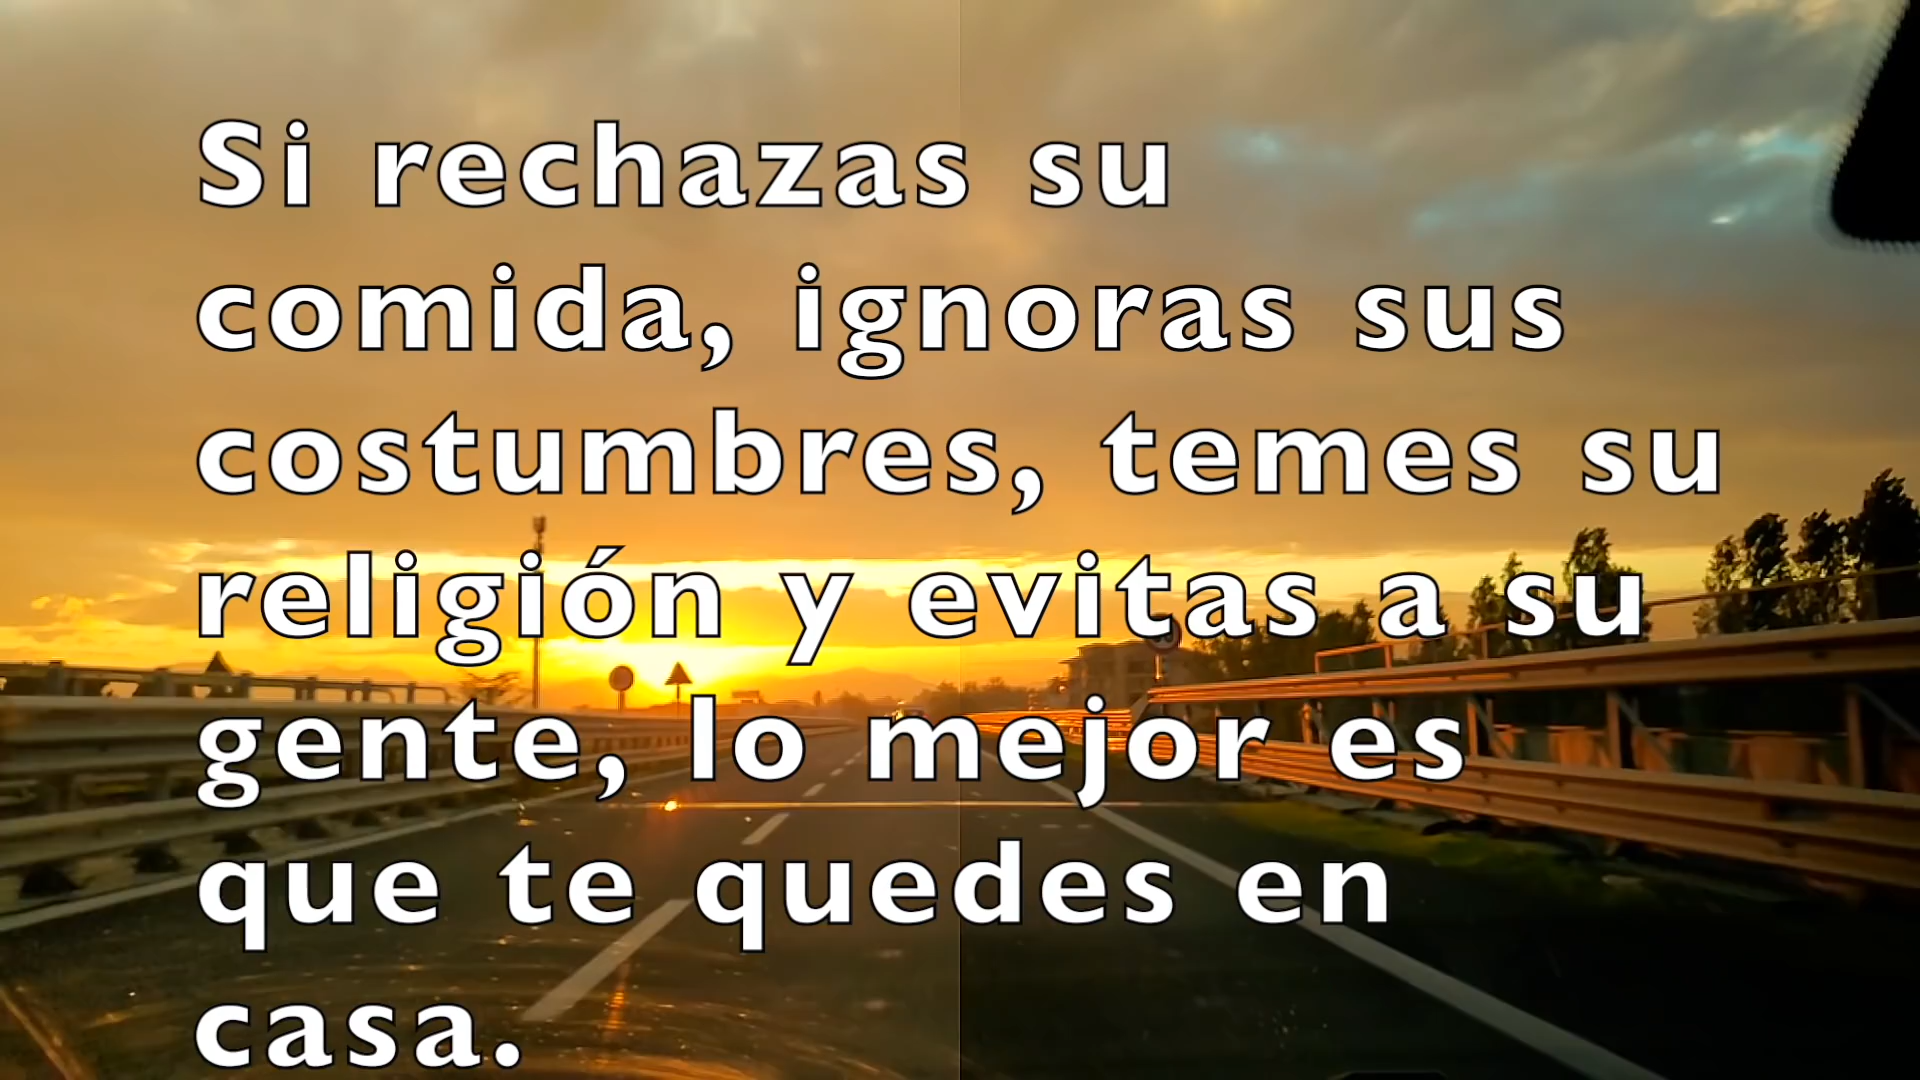 Si rechazas su
comida, ignoras sus
costumbres, temes su
religión y evitas a su
gente, lo mejor es
que te quedes en
casa.